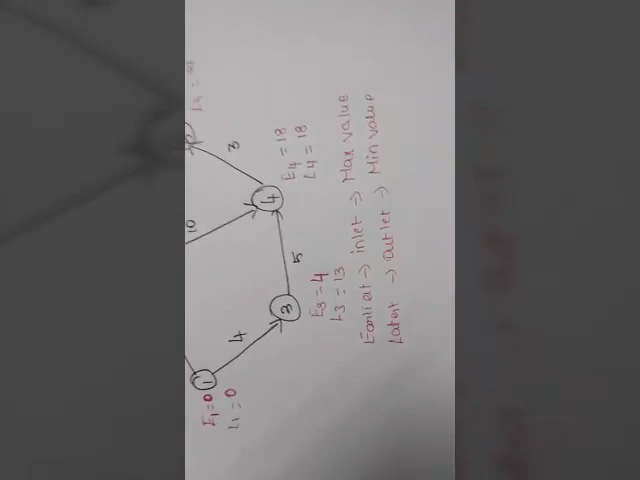 10
3
4
E4 = 18
L4 = 18
5
3
E3 = 4
L3 = 13
4
1
E1 = 0
L1 = 0
Earliest → inlet → Max value
Latest → outlet → Min value